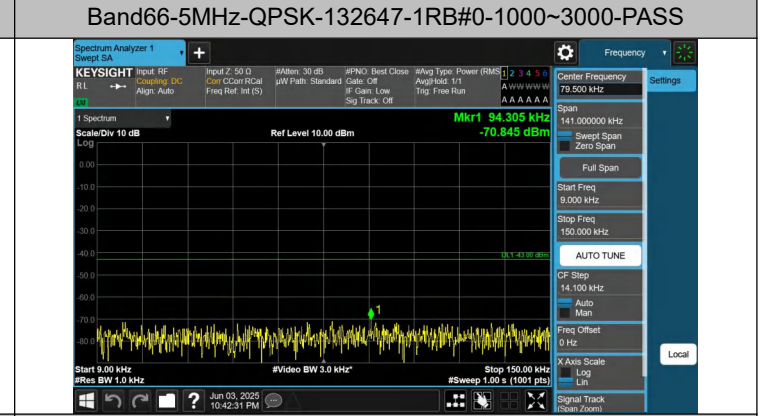 Band66-5MHz-QPSK-132647-1RB#0-1000~3000-PASS
Spectrum Analyzer 1
Swept SA
Frequency
KEYSIGHT Input: RF Input Z: 50 Ω #Atten: 30 dB #PNO: Best Close #Avg Type: Power (RMS 1 2 3 4 5 6
RL Coupling: DC Corr CCorr RCal µW Path: Standard Gate: Off Avg|Hold: 1/1 A W W W W W
Align: Auto Freq Ref: Int (S) IF Gain: Low Trig: Free Run
LXI Sig Track: Off A A A A A A
1 Spectrum
Mkr1 94.305 kHz
Scale/Div 10 dB Ref Level 10.00 dBm -70.845 dBm
Log
0.00
-10.0
-20.0
-30.0
-40.0
DL1 -43.00 dBm
-50.0
-60.0
1
-70.0
-80.0
Start 9.00 kHz #Video BW 3.0 kHz* Stop 150.00 kHz
#Res BW 1.0 kHz #Sweep 1.00 s (1001 pts)
Jun 03, 2025
10:42:31 PM
Center Frequency
79.500 kHz
Settings
Span
141.000000 kHz
Swept Span
Zero Span
Full Span
Start Freq
9.000 kHz
Stop Freq
150.000 kHz
AUTO TUNE
CF Step
14.100 kHz
Auto
Man
Freq Offset
0 Hz
X Axis Scale
Log
Lin
Local
Signal Track
(Span Zoom)